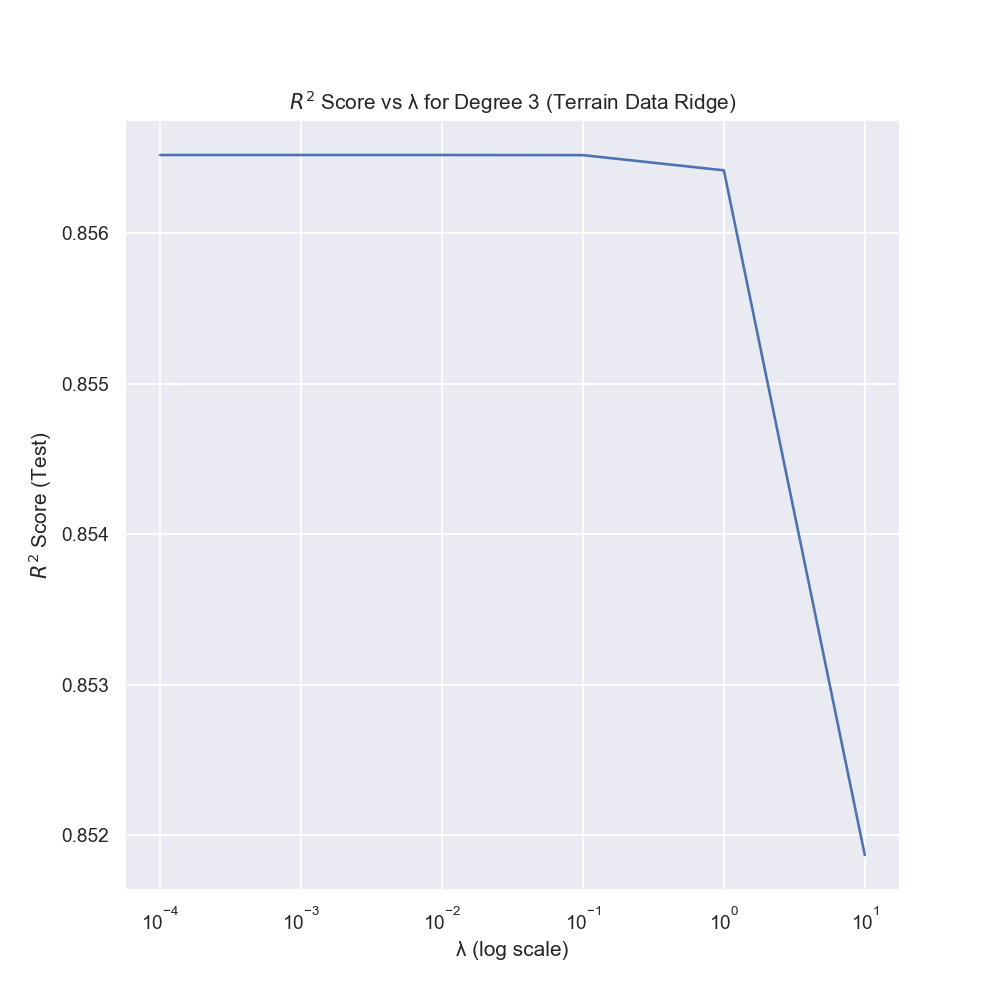 R² Score vs λ for Degree 3 (Terrain Data Ridge)
0.856
0.855
0.854
0.853
0.852
R² Score (Test)
10⁻⁴ 10⁻³ 10⁻² 10⁻¹ 10⁰ 10¹
λ (log scale)